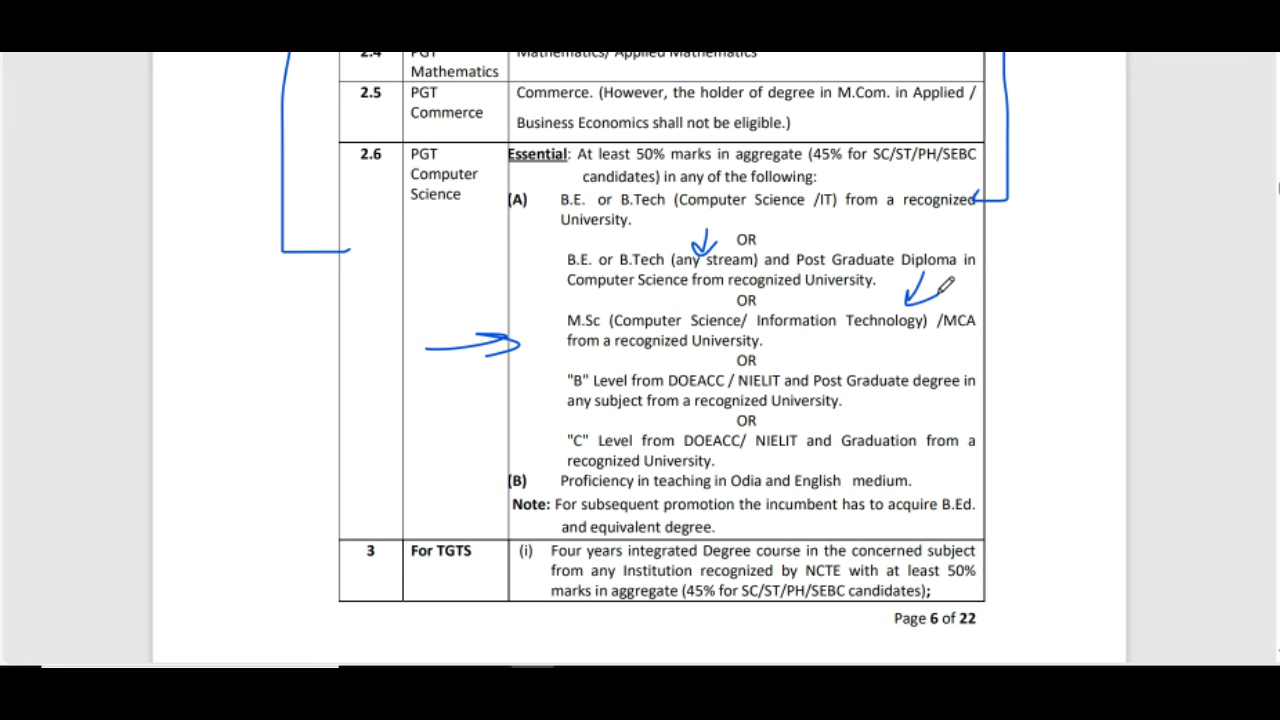 2.4 PGT Mathematics/ Applied Mathematics
Mathematics
2.5 PGT Commerce. (However, the holder of degree in M.Com. in Applied /
Commerce Business Economics shall not be eligible.)
2.6 PGT Essential: At least 50% marks in aggregate (45% for SC/ST/PH/SEBC
Computer candidates) in any of the following:
Science (A) B.E. or B.Tech (Computer Science /IT) from a recognized
University.
OR
B.E. or B.Tech (any stream) and Post Graduate Diploma in
Computer Science from recognized University.
OR
M.Sc (Computer Science/ Information Technology) /MCA
from a recognized University.
OR
"B" Level from DOEACC / NIELIT and Post Graduate degree in
any subject from a recognized University.
OR
"C" Level from DOEACC/ NIELIT and Graduation from a
recognized University.
(B) Proficiency in teaching in Odia and English medium.
Note: For subsequent promotion the incumbent has to acquire B.Ed.
and equivalent degree.
3 For TGTS (i) Four years integrated Degree course in the concerned subject
from any Institution recognized by NCTE with at least 50%
marks in aggregate (45% for SC/ST/PH/SEBC candidates);
Page 6 of 22